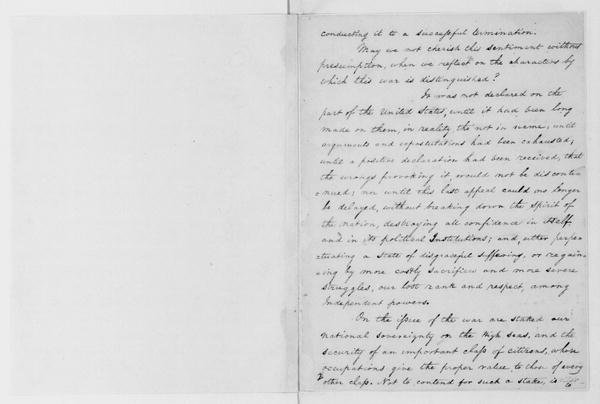 conducting it to a successful termination.
May we not cherish this sentiment without
presumption, when we reflect on the characters by
which this war is distinguished?
It was not declared on the
part of the United States, until it had been long
made on them, in reality tho' not in name; until
arguments and expostulations had been exhausted;
until a positive declaration had been received, that
the wrongs provoking it, would not be discontin
nued; nor until this last appeal could no longer
be delayed, without breaking down the spirit of
the nation, destroying all confidence in itself
and in its political Institutions; and, either perpe
tuating a state of disgraceful suffering, or regain
ing by more costly sacrifices and more severe
struggles, our lost rank and respect, among
Independent powers.
On the issue of the war are staked our
national sovereignty on the High seas, and the
security of an important class of citizens, whose
occupations give the proper value to those of every
other class. Not to contend for such a stake, is
to